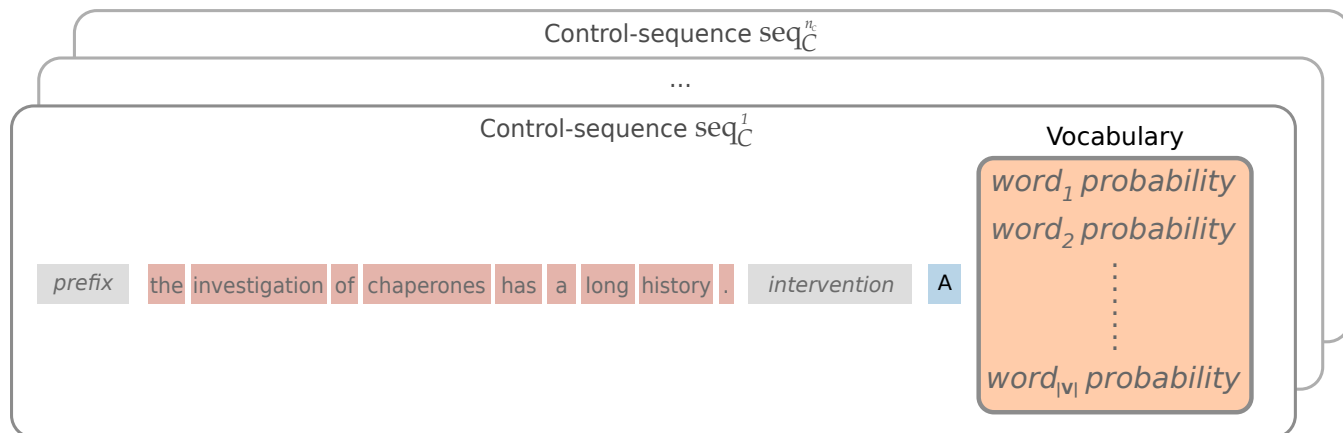 Control-sequence seq_C^{n_c}
...
Control-sequence seq_C^1
Vocabulary
word_1 probability
word_2 probability
prefix the investigation of chaperones has a long history . intervention A
word_|V| probability